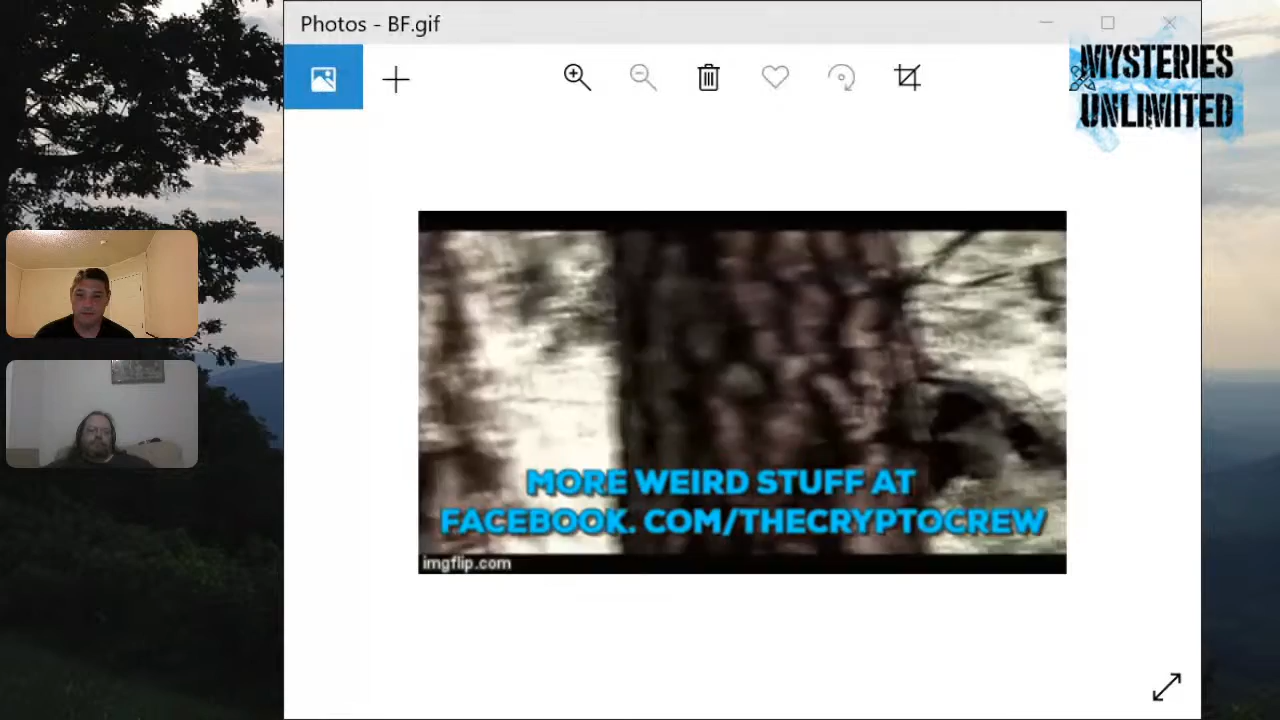 Photos - BF.gif
MYSTERIES
UNLIMITED
MORE WEIRD STUFF AT
FACEBOOK. COM/THECRYPTOCREW
imgflip.com